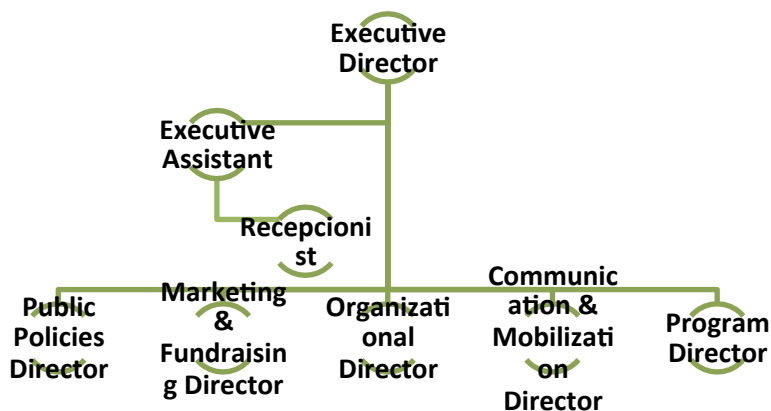 Executive
Director
Executive
Assistant
Recepcioni
st
Public
Policies
Director
Marketing
&
Fundraisin
g Director
Organizati
onal
Director
Communic
ation &
Mobilizati
on
Director
Program
Director